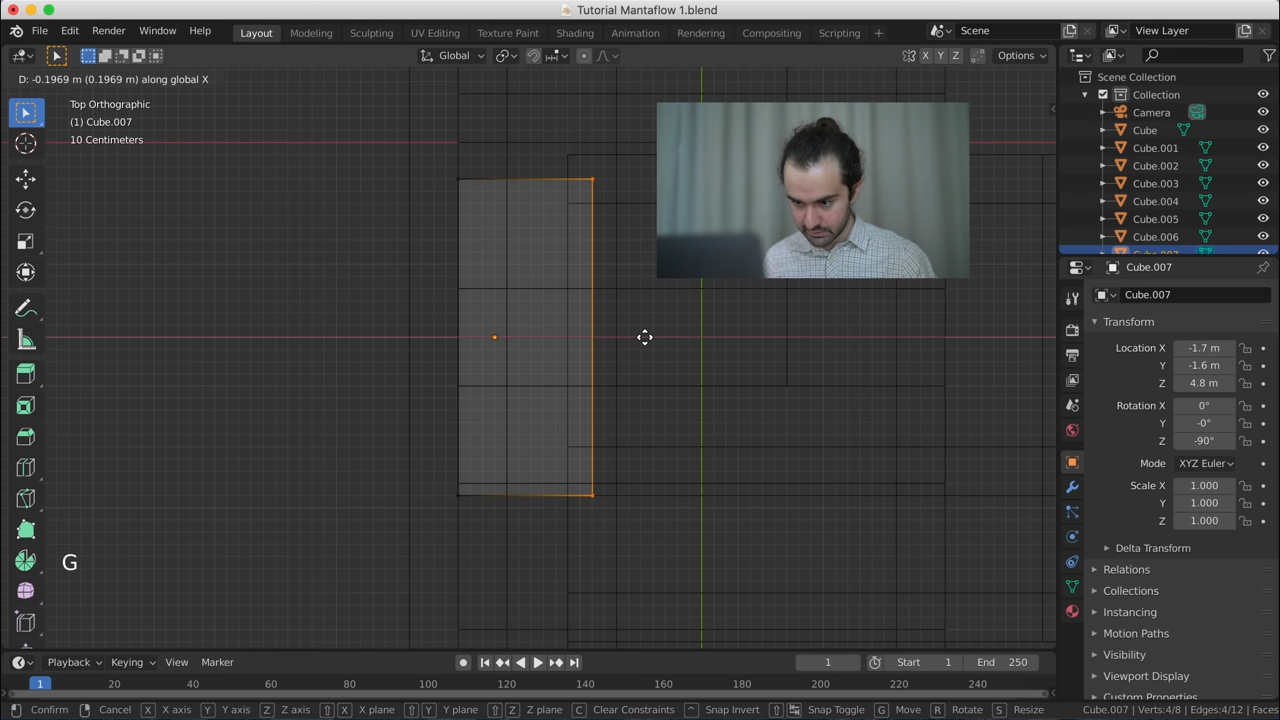 Tutorial Mantaflow 1.blend
File Edit Render Window Help Layout Modeling Sculpting UV Editing Texture Paint Shading Animation Rendering Compositing Scripting + Scene View Layer
Global X Y Z Options
D: -0.1969 m (0.1969 m) along global X
Top Orthographic
(1) Cube.007
10 Centimeters
G
Scene Collection
Collection
Camera
Cube
Cube.001
Cube.002
Cube.003
Cube.004
Cube.005
Cube.006
Cube.007
Cube.007
Cube.007
Transform
Location X -1.7 m
Y -1.6 m
Z 4.8 m
Rotation X 0°
Y -0°
Z -90°
Mode XYZ Euler
Scale X 1.000
Y 1.000
Z 1.000
Delta Transform
Relations
Collections
Instancing
Motion Paths
Visibility
Viewport Display
Custom Properties
Playback Keying View Marker 1 Start 1 End 250
1 20 40 60 80 100 120 140 160 180 200 220 240
Confirm Cancel X X axis Y Y axis Z Z axis X X plane Y Y plane Z Z plane C Clear Constraints ^ Snap Invert Snap Toggle G Move R Rotate S Resize Cube.007 | Verts:4/8 | Edges:4/12 | Faces